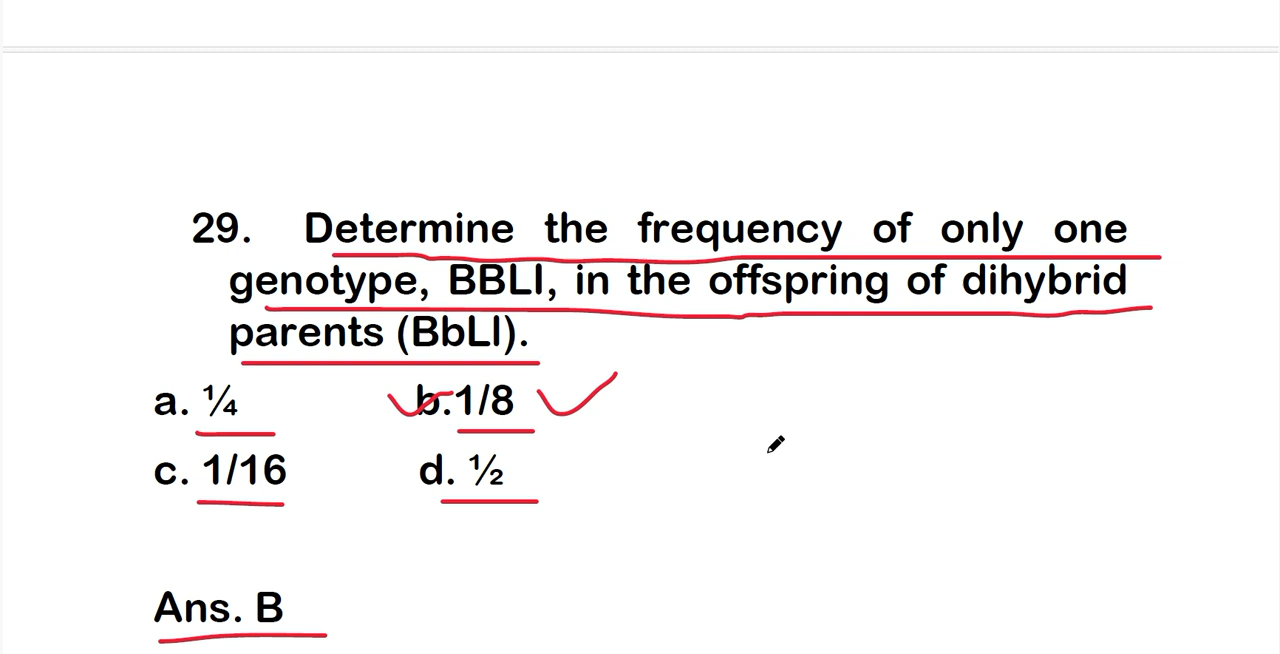 29. Determine the frequency of only one
genotype, BBLl, in the offspring of dihybrid
parents (BbLl).
a. ¼ b.1/8
c. 1/16 d. ½
Ans. B